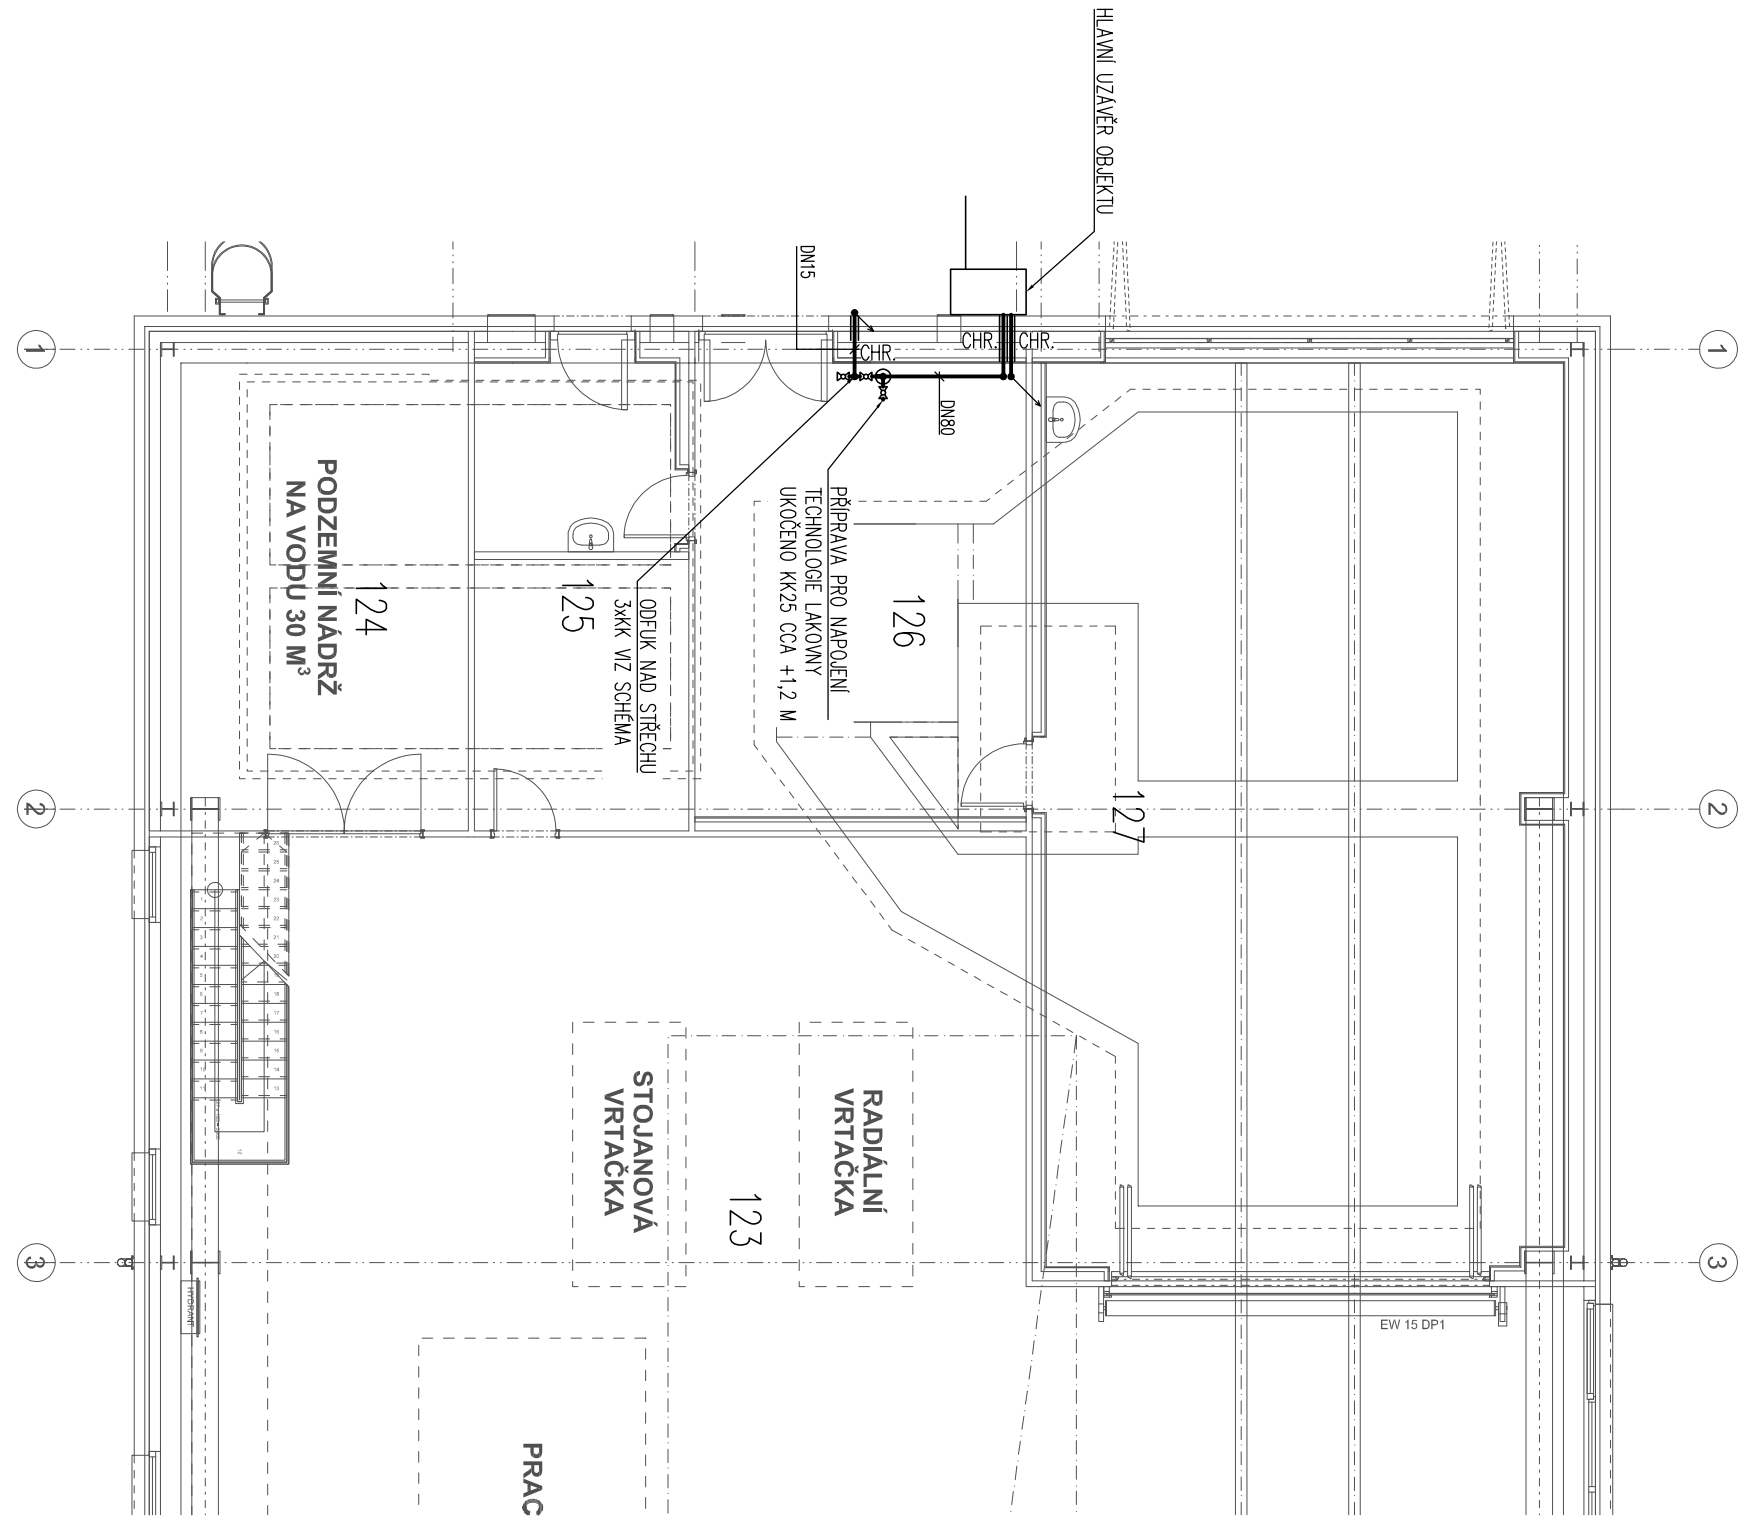 HLAVNÍ UZÁVĚR OBJEKTU
DN15
CHR.
CHR.
CHR.
DN80
1
1
PŘÍPRAVA PRO NAPOJENÍ
TECHNOLOGIE LAKOVNY
UKOČENO KK25 CCA +1,2 M
ODFUK NAD STŘECHU
3xKK VIZ SCHÉMA
PODZEMNÍ NÁDRŽ
NA VODU 30 M³
124
125
126
127
2
2
RADIÁLNÍ
VRTAČKA
STOJANOVÁ
VRTAČKA
123
3
3
HYDRANT
EW 15 DP1
PRAC